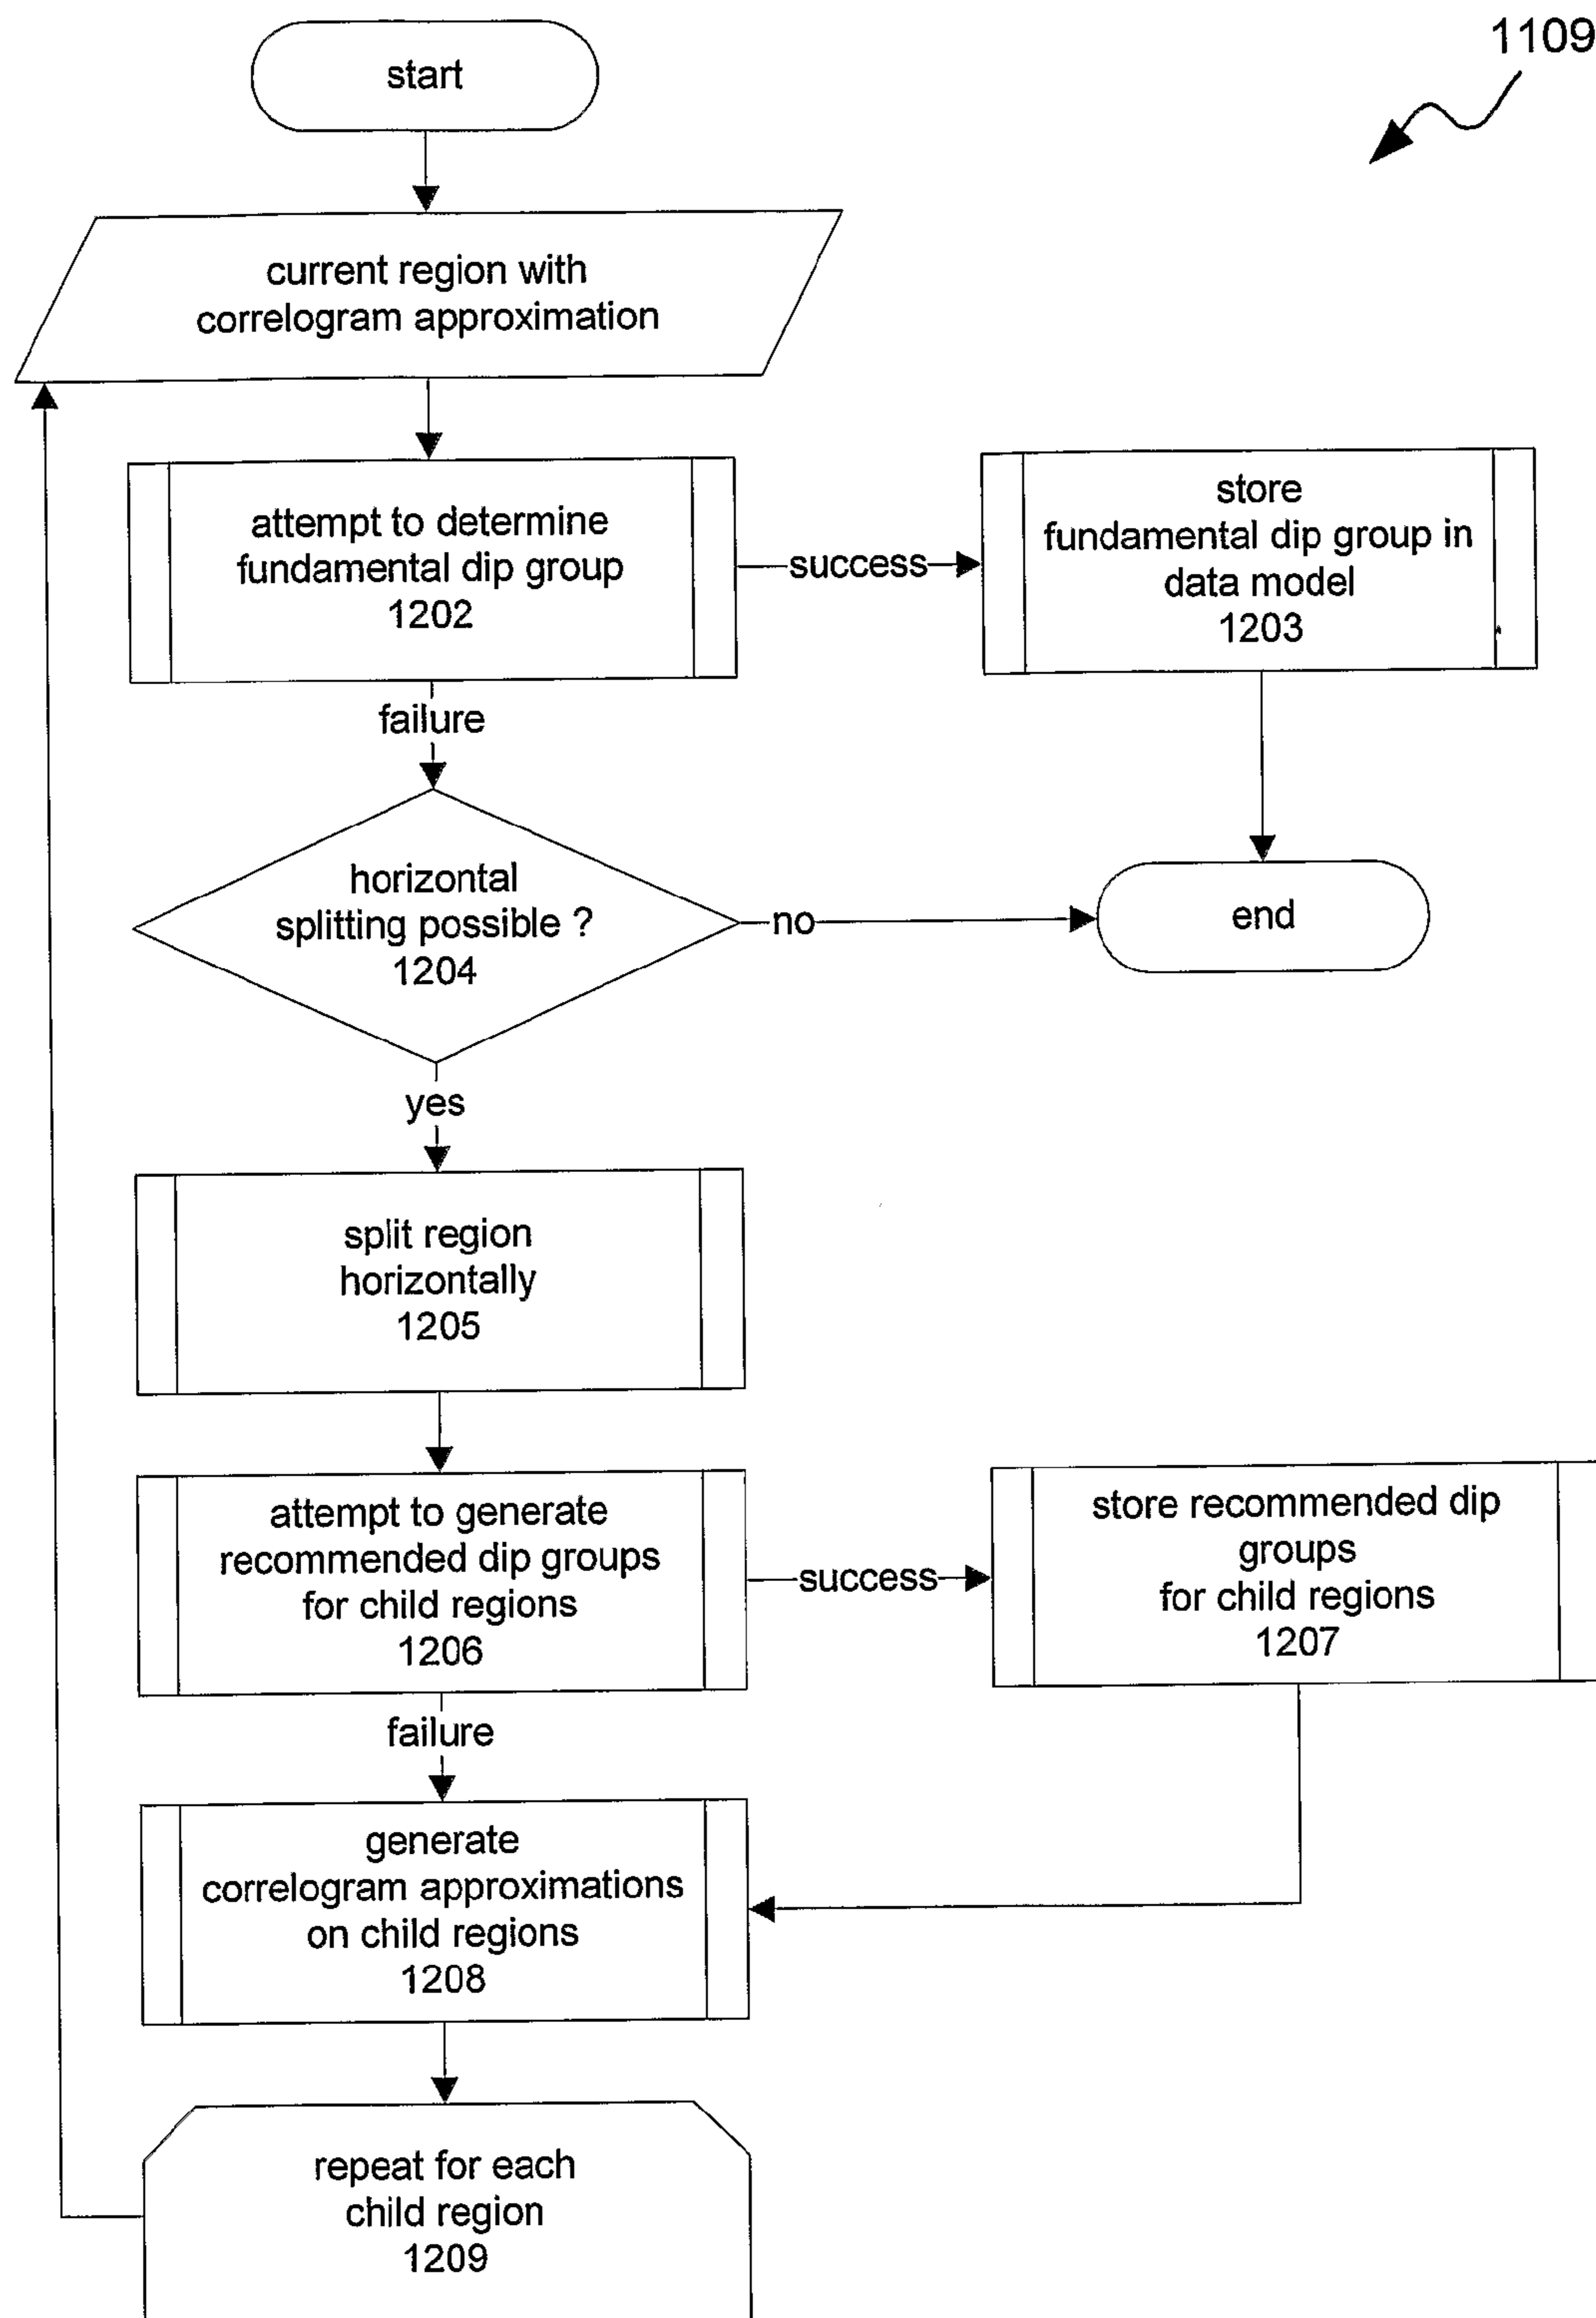 1109
start
current region with
correlogram approximation
attempt to determine
fundamental dip group
1202
success
store
fundamental dip group in
data model
1203
failure
horizontal
splitting possible ?
1204
no
end
yes
split region
horizontally
1205
attempt to generate
recommended dip groups
for child regions
1206
success
store recommended dip
groups
for child regions
1207
failure
generate
correlogram approximations
on child regions
1208
repeat for each
child region
1209